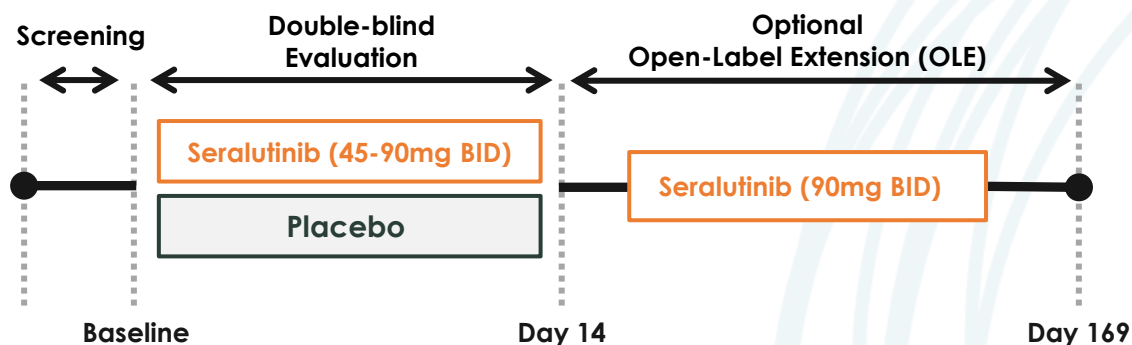 Screening
Double-blind
Evaluation
Optional
Open-Label Extension (OLE)
Seralutinib (45-90mg BID)
Placebo
Seralutinib (90mg BID)
Baseline
Day 14
Day 169